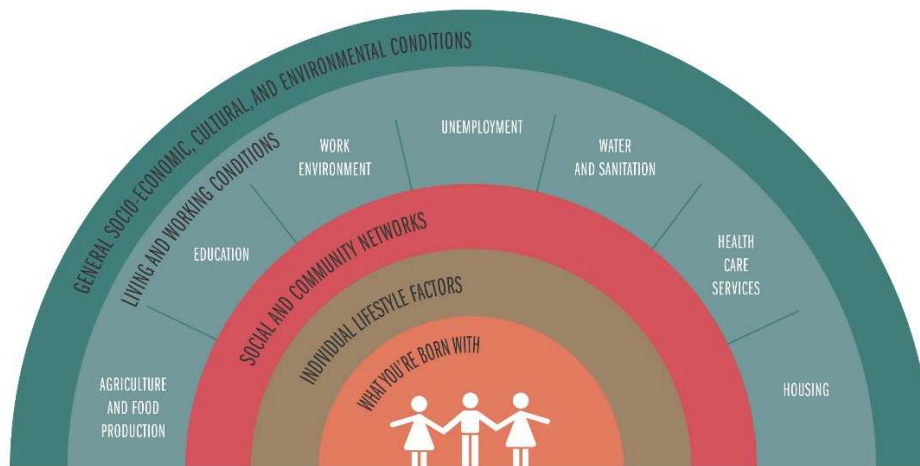 GENERAL SOCIO-ECONOMIC, CULTURAL, AND ENVIRONMENTAL CONDITIONS
LIVING AND WORKING CONDITIONS
AGRICULTURE
AND FOOD
PRODUCTION
EDUCATION
WORK
ENVIRONMENT
UNEMPLOYMENT
WATER
AND SANITATION
HEALTH
CARE
SERVICES
HOUSING
SOCIAL AND COMMUNITY NETWORKS
INDIVIDUAL LIFESTYLE FACTORS
WHAT YOU'RE BORN WITH